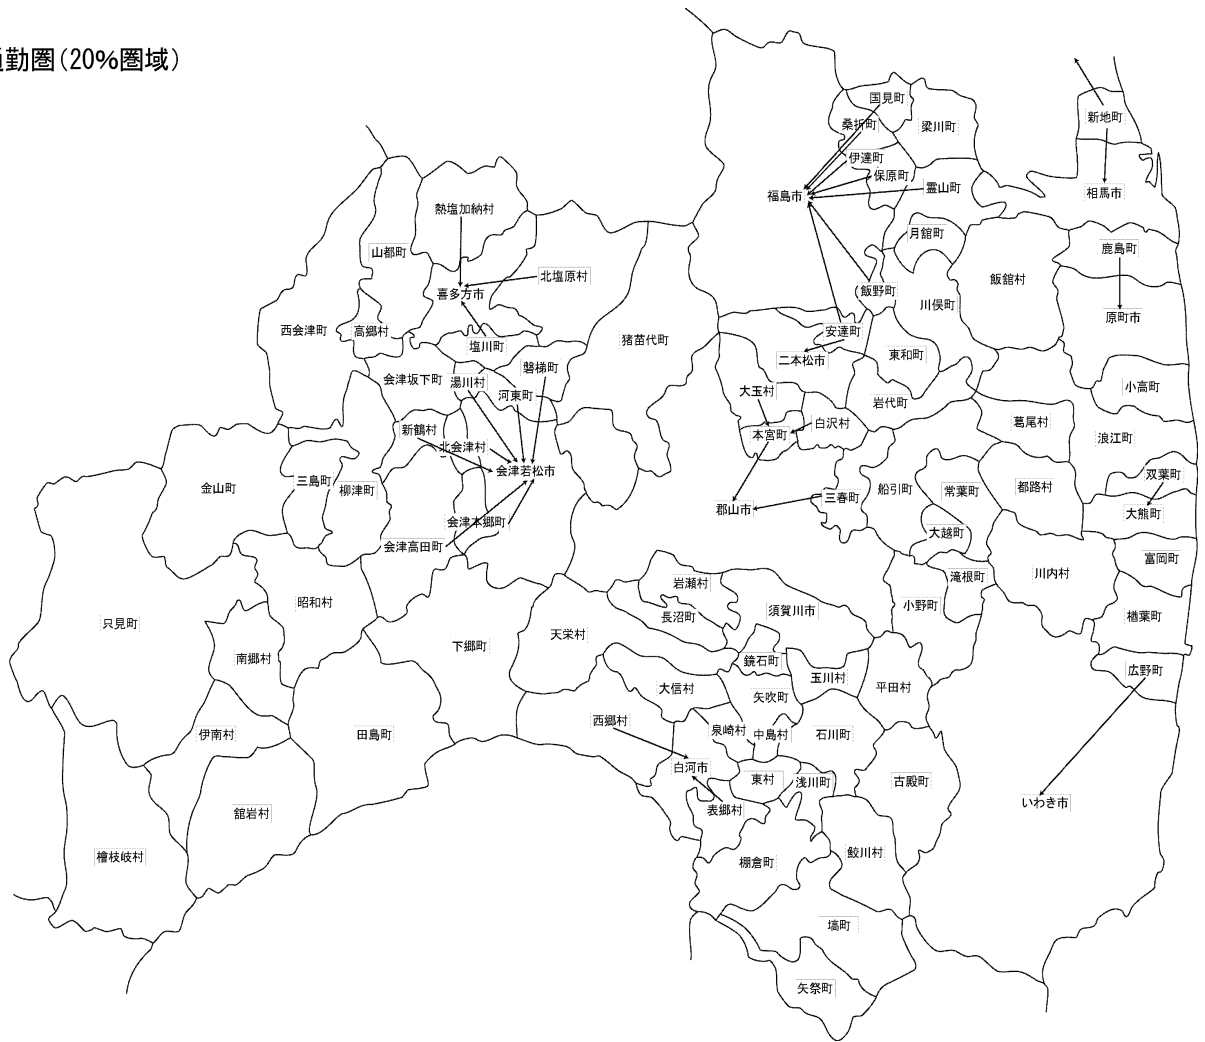 通勤圏（20%圏域）
国見町
桑折町
梁川町
新地町
伊達町
保原町
霊山町
福島市
相馬市
熱塩加納村
月舘町
鹿島町
山都町
北塩原村
飯舘村
喜多方市
飯野町
川俣町
原町市
西会津町
高郷村
塩川町
猪苗代町
安達町
二本松市
東和町
磐梯町
会津坂下町
湯川村
河東町
大玉村
小高町
岩代町
新鶴村
北会津村
本宮町
白沢村
葛尾村
浪江町
会津若松市
双葉町
金山町
三島町
柳津町
郡山市
三春町
船引町
常葉町
都路村
大熊町
会津本郷町
会津高田町
大越町
富岡町
岩瀬村
滝根町
川内村
昭和村
長沼町
須賀川市
小野町
楢葉町
只見町
天栄村
下郷町
南郷村
鏡石町
広野町
大信村
玉川村
平田村
矢吹町
西郷村
伊南村
田島町
泉崎村
中島村
石川町
白河市
東村
浅川町
古殿町
いわき市
舘岩村
表郷村
檜枝岐村
棚倉町
鮫川村
塙町
矢祭町